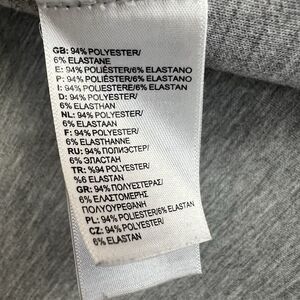 GB: 94% POLYESTER/
6% ELASTANE
E: 94% POLIÉSTER/6% ELASTANO
P: 94% POLIÉSTER/6% ELASTANO
I: 94% POLIESTERE/6% ELASTAN
D: 94% POLYESTER/
6% ELASTHAN
NL: 94% POLYESTER/
6% ELASTAAN
F: 94% POLYESTER/
6% ELASTHANNE
RU: 94% ПОЛИЭСТЕР/
6% ЭЛАСТАН
TR: %94 POLYESTER/
%6 ELASTAN
GR: 94% ΠΟΛΥΕΣΤΕΡΑΣ/
6% ΕΛΑΣΤΟΜΕΡΗΣ
ΠΟΛΥΟΥΡΕΘΑΝΗ
PL: 94% POLIESTER/6% ELASTAN
CZ: 94% POLYESTER/
6% ELASTAN